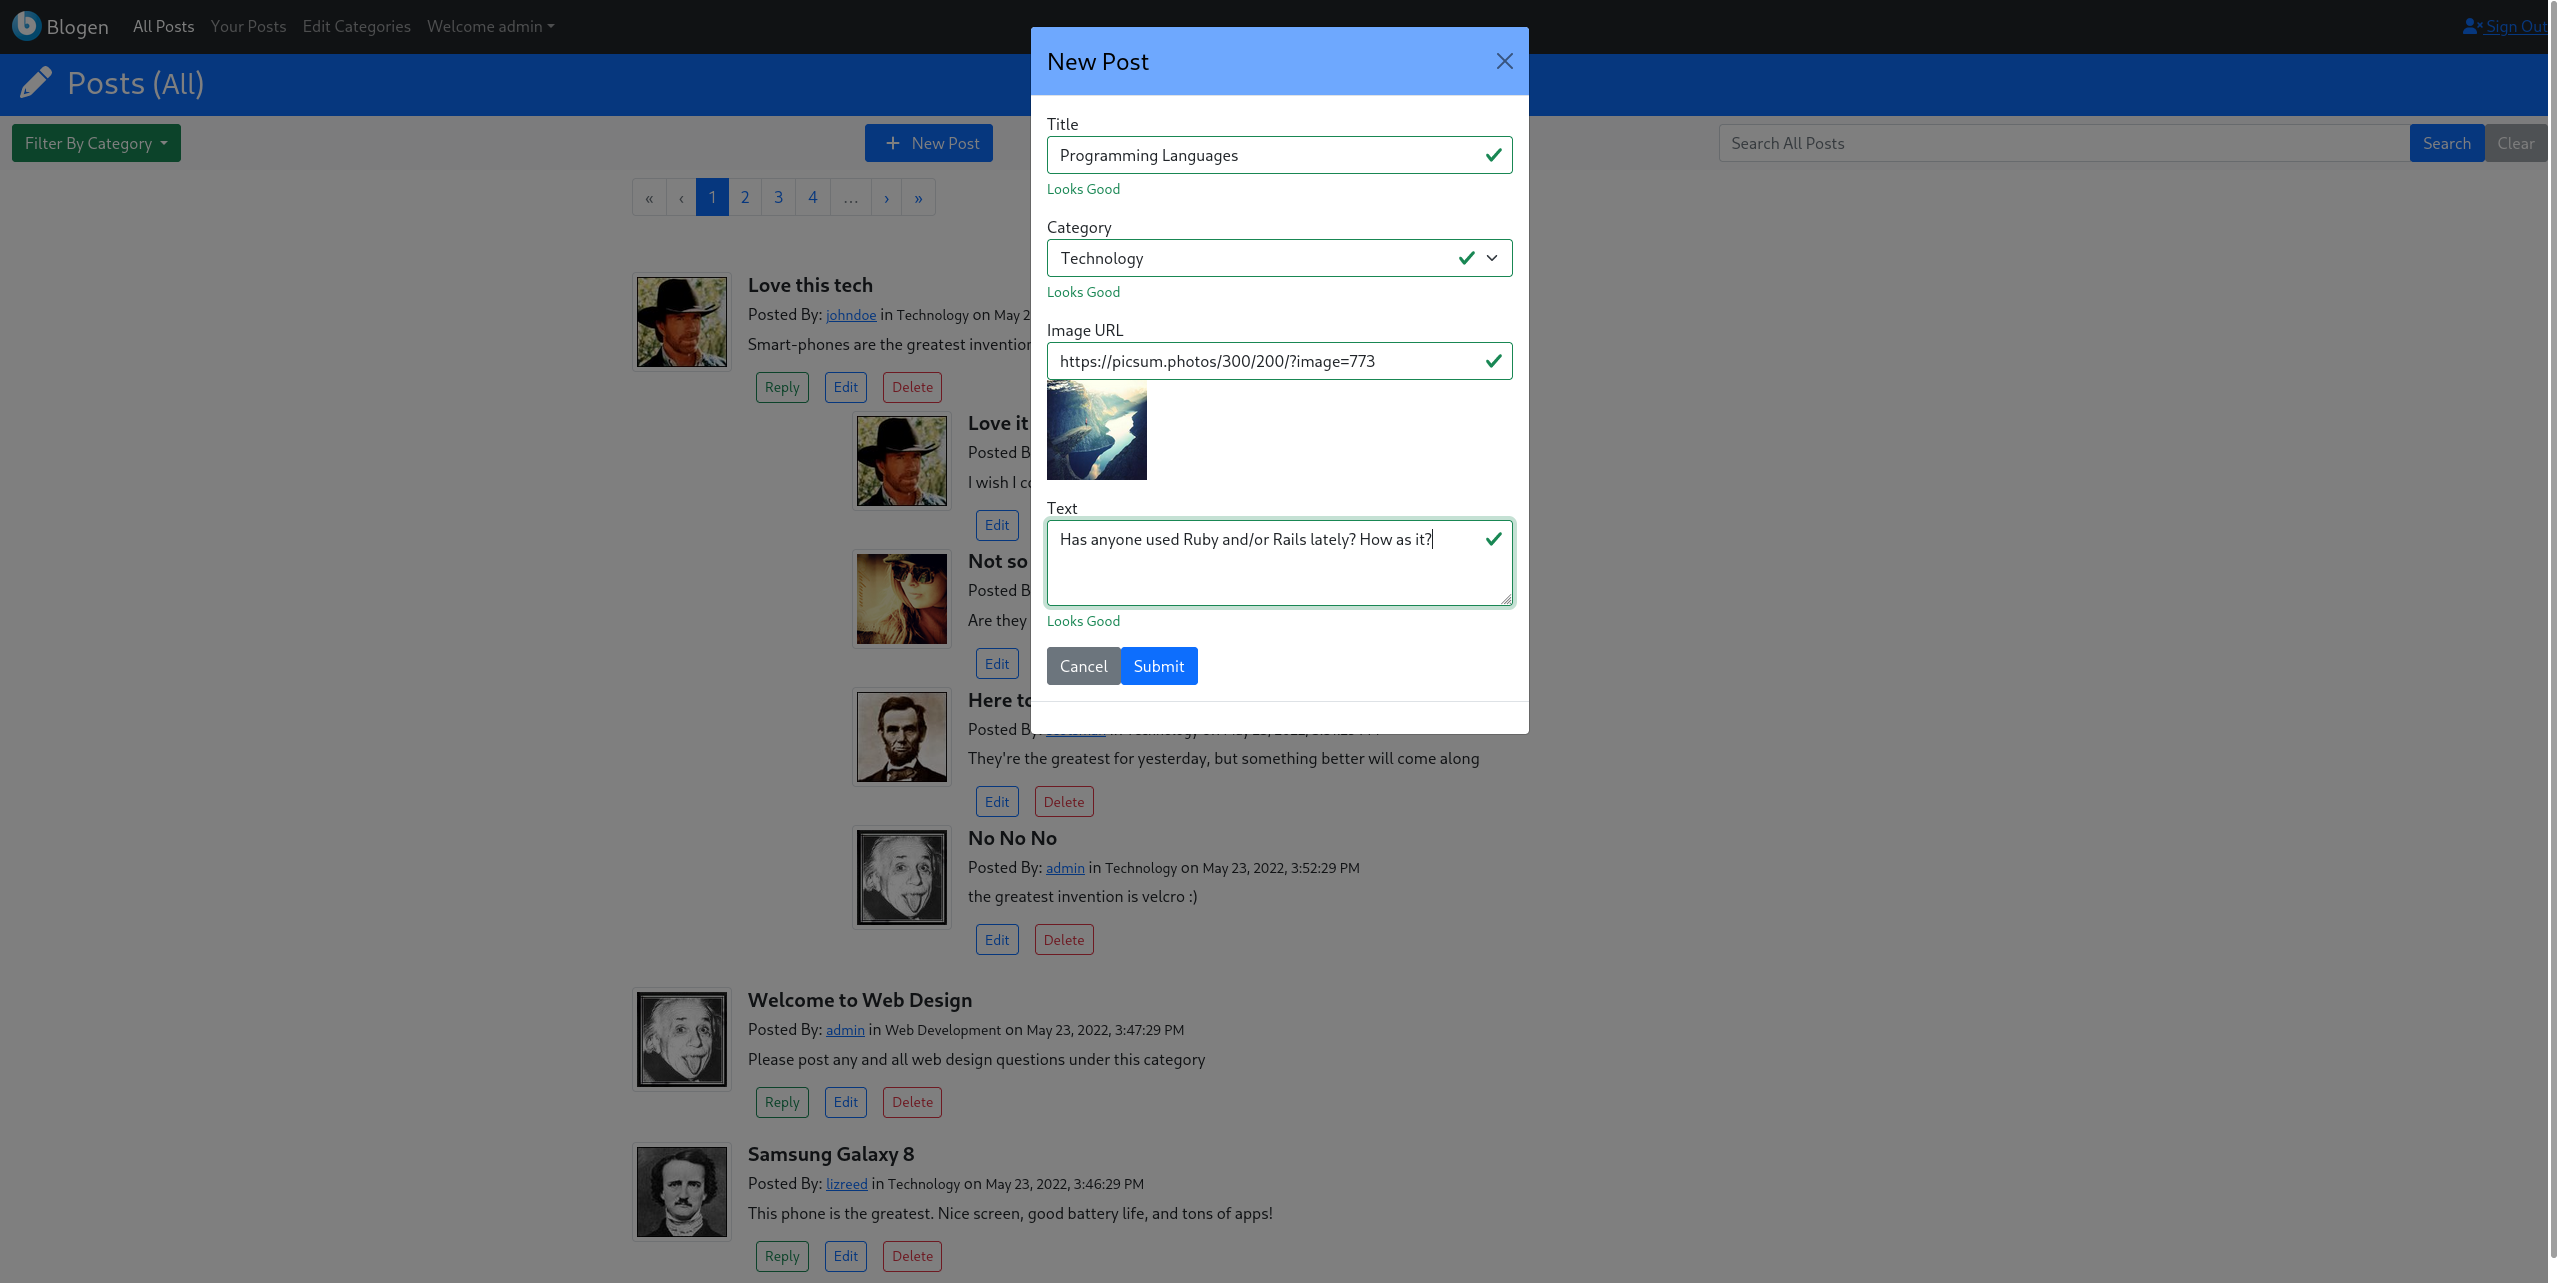 Blogen All Posts Your Posts Edit Categories Welcome admin Sign Out
Posts (All)
Filter By Category + New Post Search All Posts Search Clear
« ‹ 1 2 3 4 … › »
New Post
Title
Programming Languages
Looks Good
Category
Technology
Looks Good
Image URL
https://picsum.photos/300/200/?image=773
Text
Has anyone used Ruby and/or Rails lately? How as it?
Looks Good
Cancel Submit
Love this tech
Posted By: johndoe in Technology on May 2
Smart-phones are the greatest invention
Reply Edit Delete
Love it
Posted B
I wish I
Edit
Not so
Posted B
Are they
Edit
Here to
Posted By:
They're the greatest for yesterday, but something better will come along
Edit Delete
No No No
Posted By: admin in Technology on May 23, 2022, 3:52:29 PM
the greatest invention is velcro :)
Edit Delete
Welcome to Web Design
Posted By: admin in Web Development on May 23, 2022, 3:47:29 PM
Please post any and all web design questions under this category
Reply Edit Delete
Samsung Galaxy 8
Posted By: lizreed in Technology on May 23, 2022, 3:46:29 PM
This phone is the greatest. Nice screen, good battery life, and tons of apps!
Reply Edit Delete